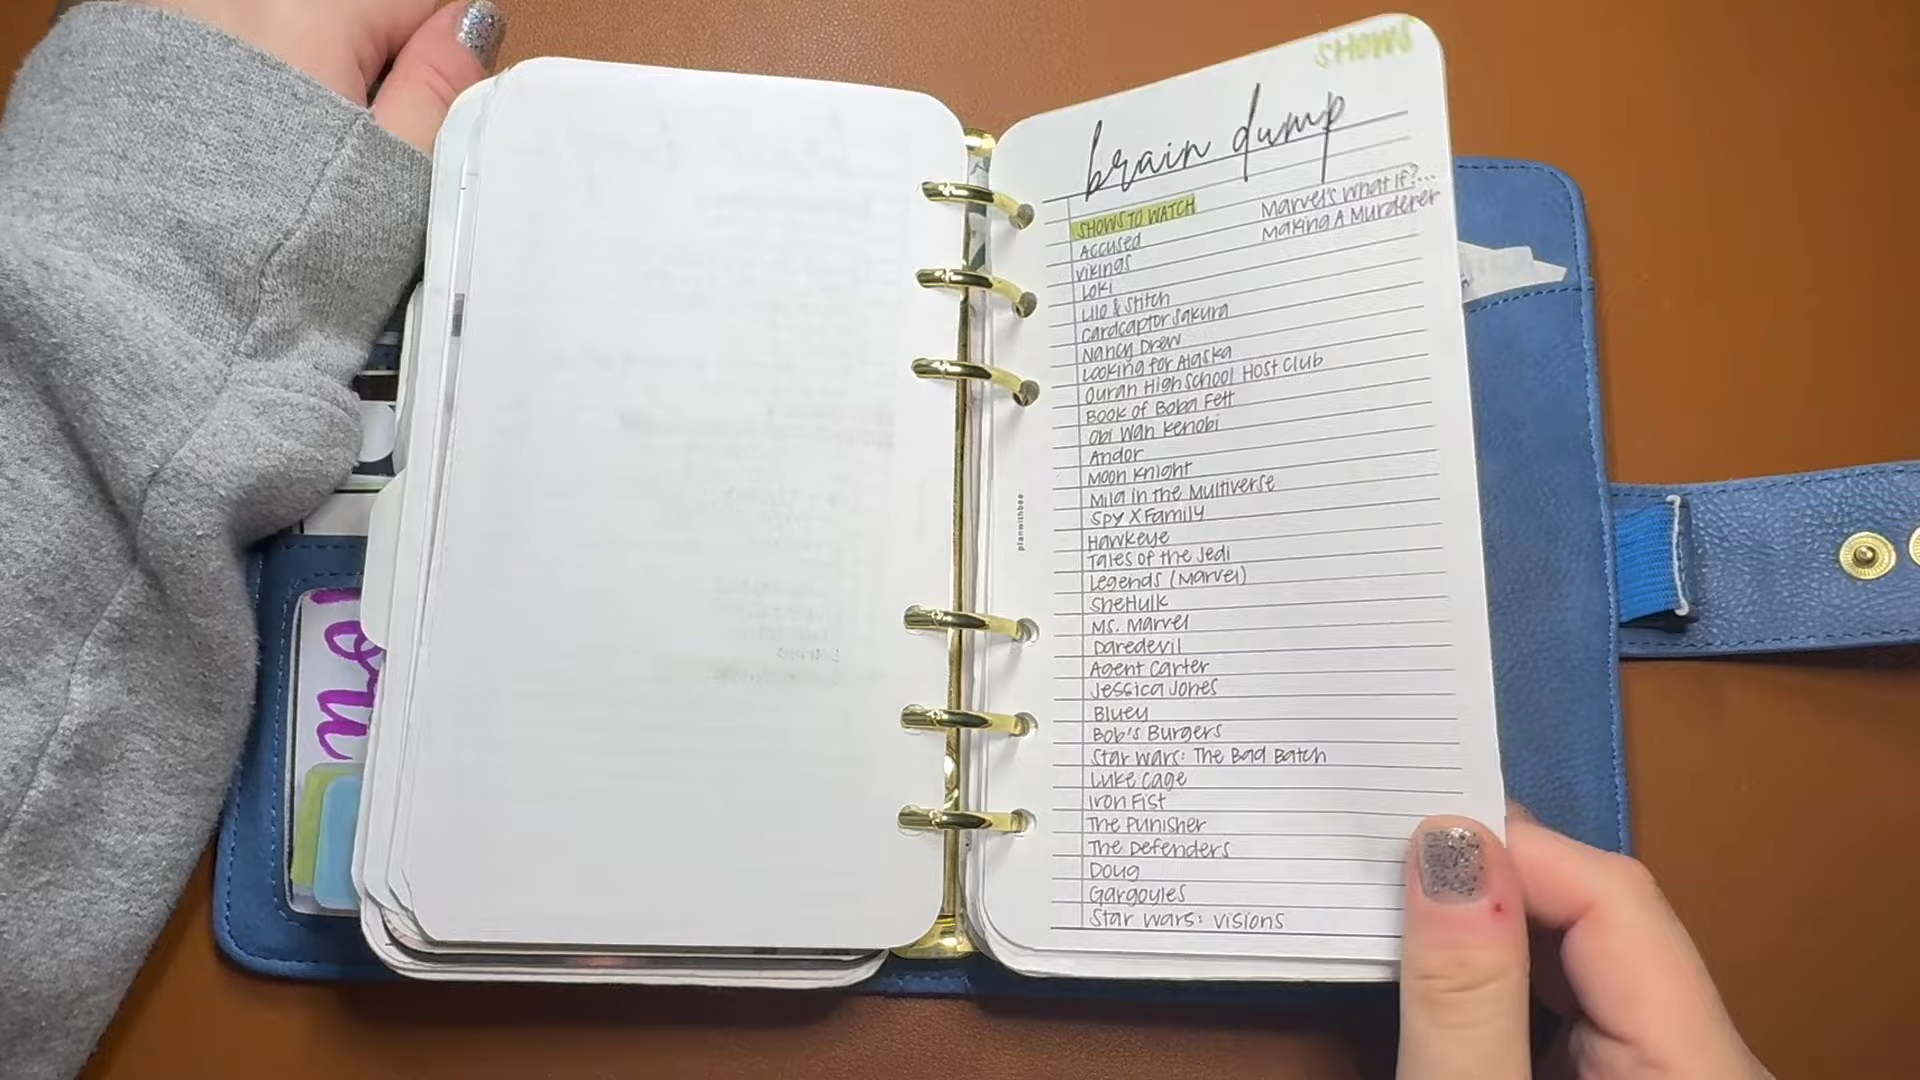 SHOWS
brain dump
SHOWS TO WATCH
Accused
Vikings
Loki
Lilo & Stitch
Cardcaptor Sakura
Nancy Drew
Looking for Alaska
Ouran High School Host Club
Book of Boba Fett
Obi Wan Kenobi
Andor
Moon Knight
Mila in the Multiverse
Spy X Family
Hawkeye
Tales of the Jedi
Legends (Marvel)
SheHulk
Ms. Marvel
Daredevil
Agent Carter
Jessica Jones
Bluey
Bob's Burgers
Star Wars: The Bad Batch
Luke Cage
Iron Fist
The Punisher
The Defenders
Doug
Gargoyles
Star Wars: Visions
Marvel's What If?...
Making A Murderer
planwishbee